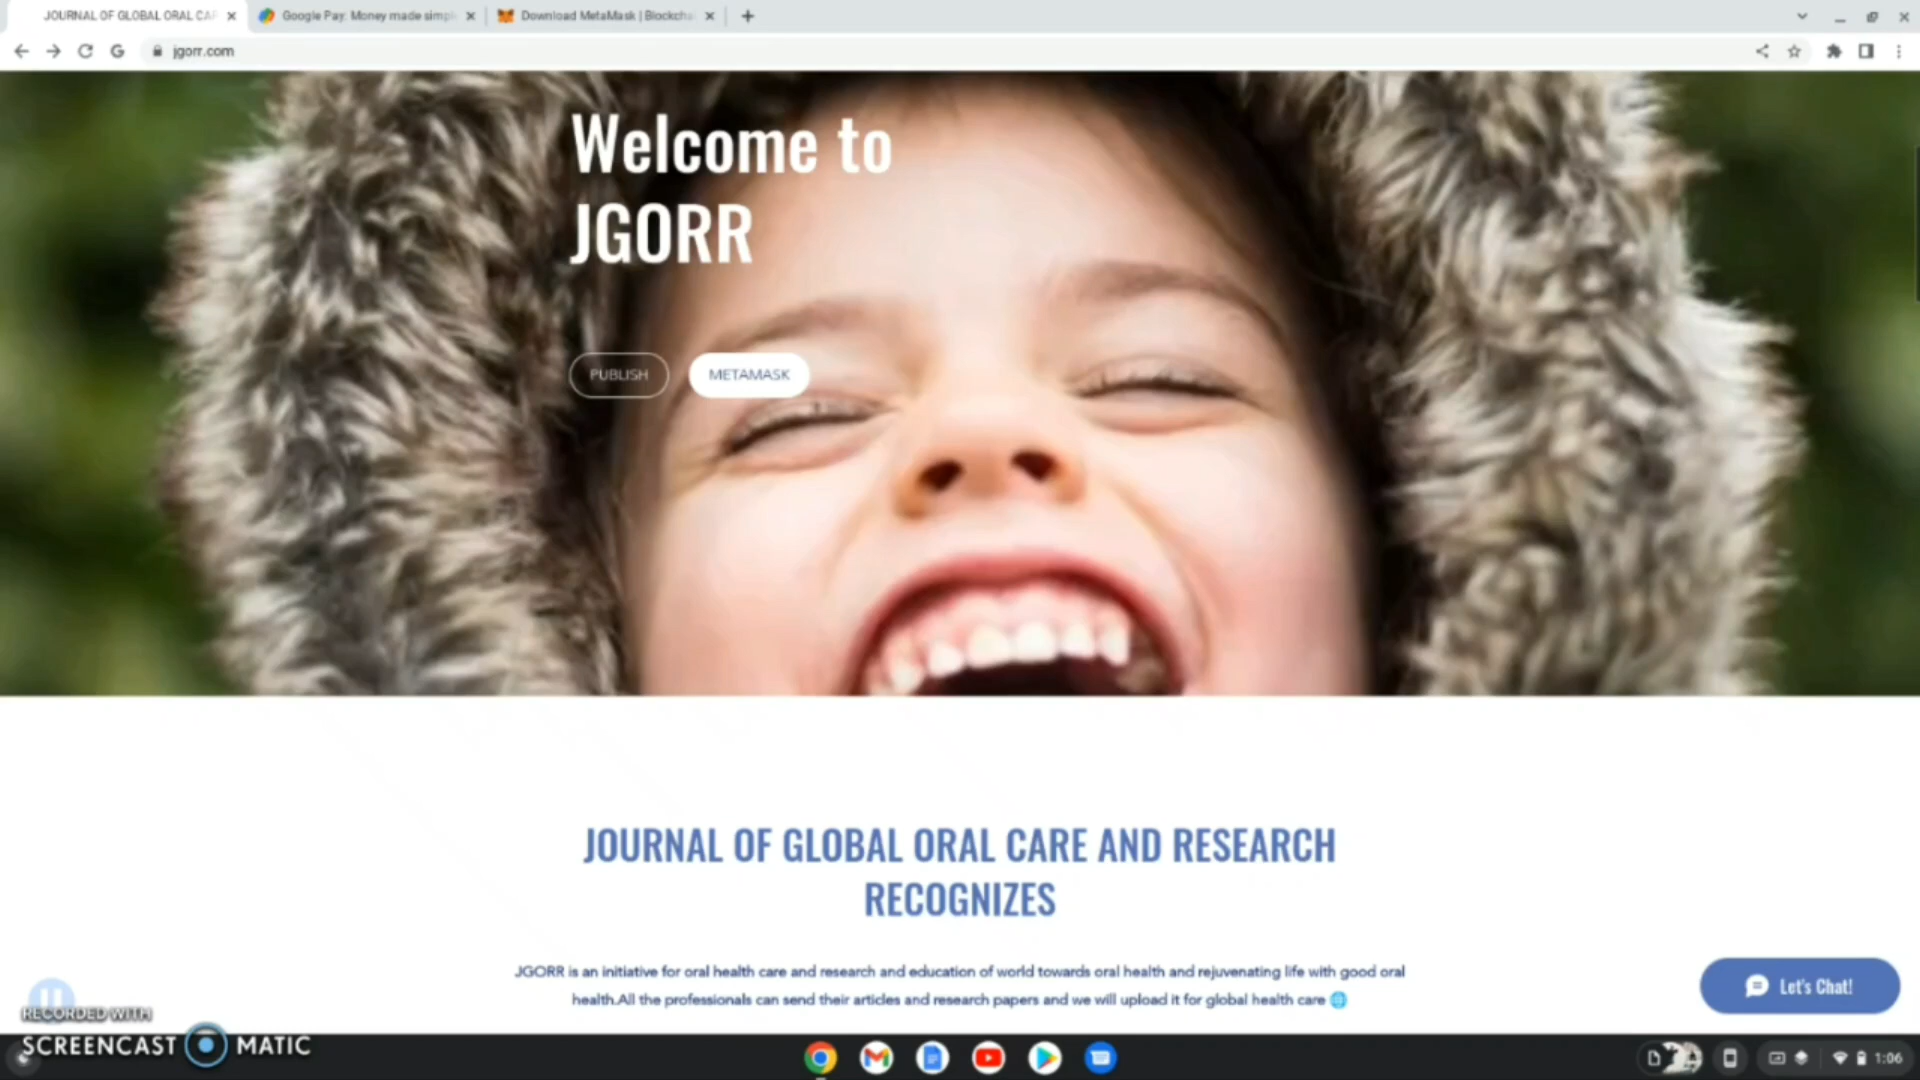 JOURNAL OF GLOBAL ORAL CAR
Google Pay: Money made simpl
Download MetaMask | Blockcha
jgorr.com
Welcome to
JGORR
PUBLISH
METAMASK
JOURNAL OF GLOBAL ORAL CARE AND RESEARCH
RECOGNIZES
JGORR is an initiative for oral health care and research and education of world towards oral health and rejuvenating life with good oral
health.All the professionals can send their articles and research papers and we will upload it for global health care
Let's Chat!
RECORDED WITH
SCREENCAST MATIC
1:06